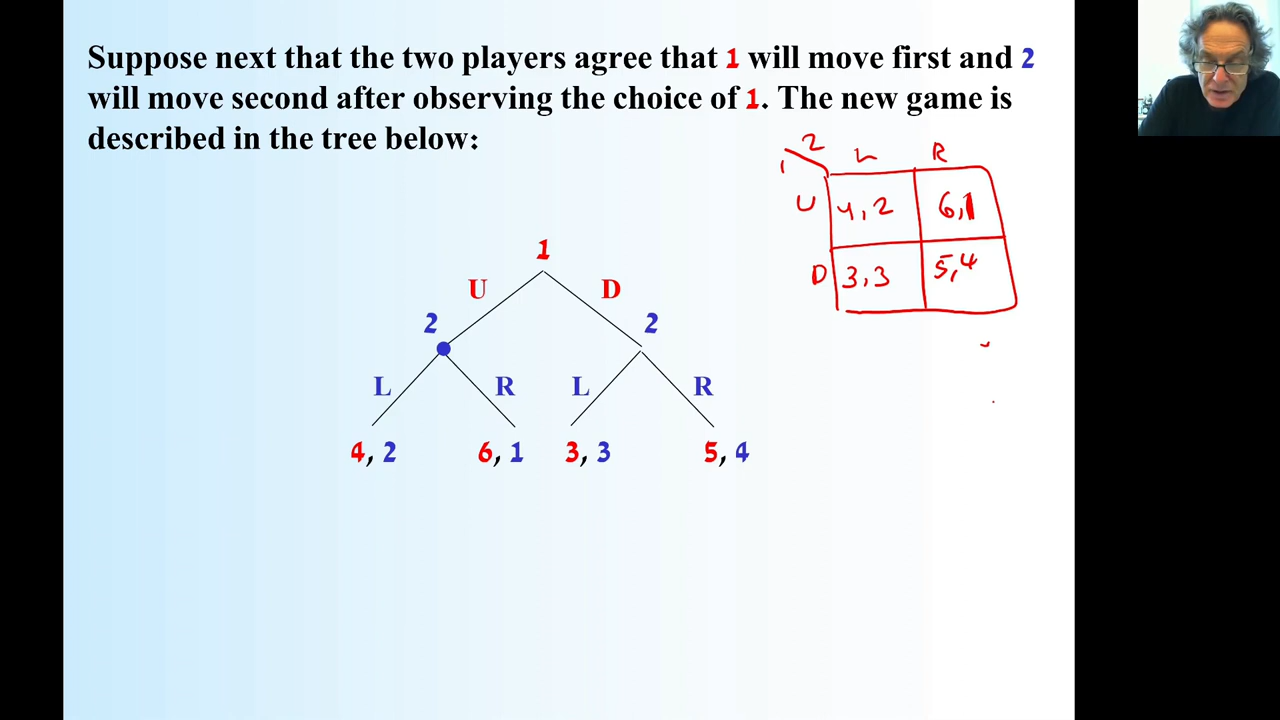 Suppose next that the two players agree that 1 will move first and 2
will move second after observing the choice of 1. The new game is
described in the tree below:
2 L R
1
U 4, 2 6, 1
D 3, 3 5, 4
1
U D
2 2
L R L R
4, 2 6, 1 3, 3 5, 4